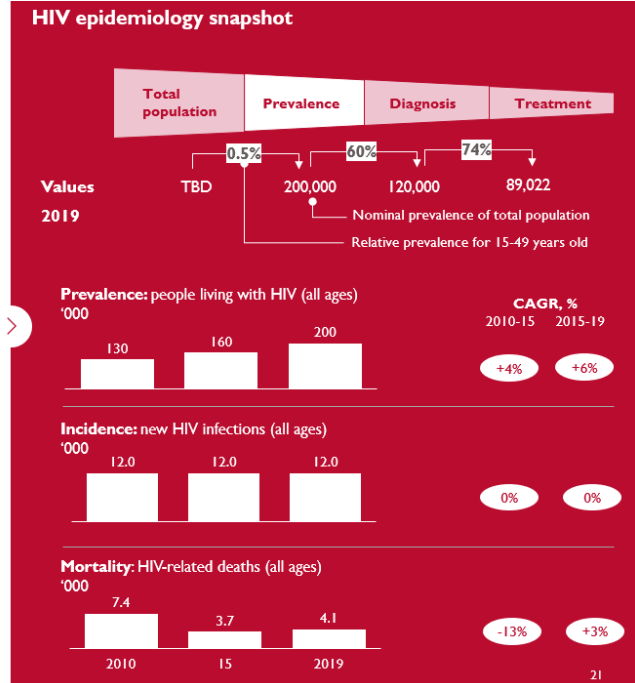 HIV epidemiology snapshot
Total
population
Prevalence
Diagnosis
Treatment
0.5%
60%
74%
Values
TBD
200,000
120,000
89,022
2019
Nominal prevalence of total population
Relative prevalence for 15-49 years old
Prevalence: people living with HIV (all ages)
‘000
CAGR, %
2010-15
2015-19
130
160
200
+4%
+6%
Incidence: new HIV infections (all ages)
‘000
12.0
12.0
12.0
0%
0%
Mortality: HIV-related deaths (all ages)
‘000
7.4
3.7
4.1
-13%
+3%
2010
15
2019
21